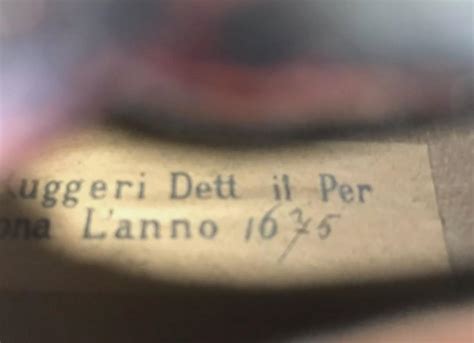 uggeri Dett il Per
ona L'anno 1675